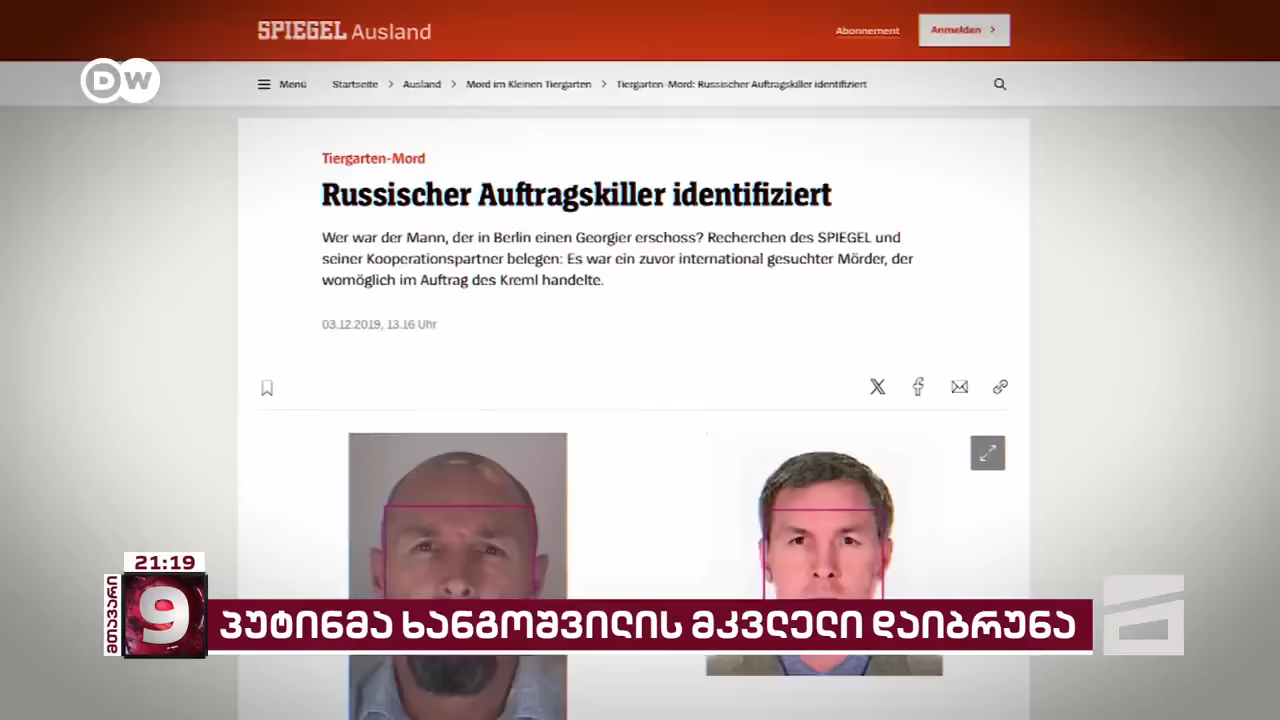 SPIEGEL Ausland
Abonnement
Anmelden
DW
Menü
Startseite
Ausland
Mord im Kleinen Tiergarten
Tiergarten-Mord: Russischer Auftragskiller identifiziert
Tiergarten-Mord
Russischer Auftragskiller identifiziert
Wer war der Mann, der in Berlin einen Georgier erschoss? Recherchen des SPIEGEL und
seiner Kooperationspartner belegen: Es war ein zuvor international gesuchter Mörder, der
womöglich im Auftrag des Kreml handelte.
03.12.2019, 13.16 Uhr
21:19
მთავარი
9
პუტინმა ხანგოშვილის მკვლელი დაიბრუნა